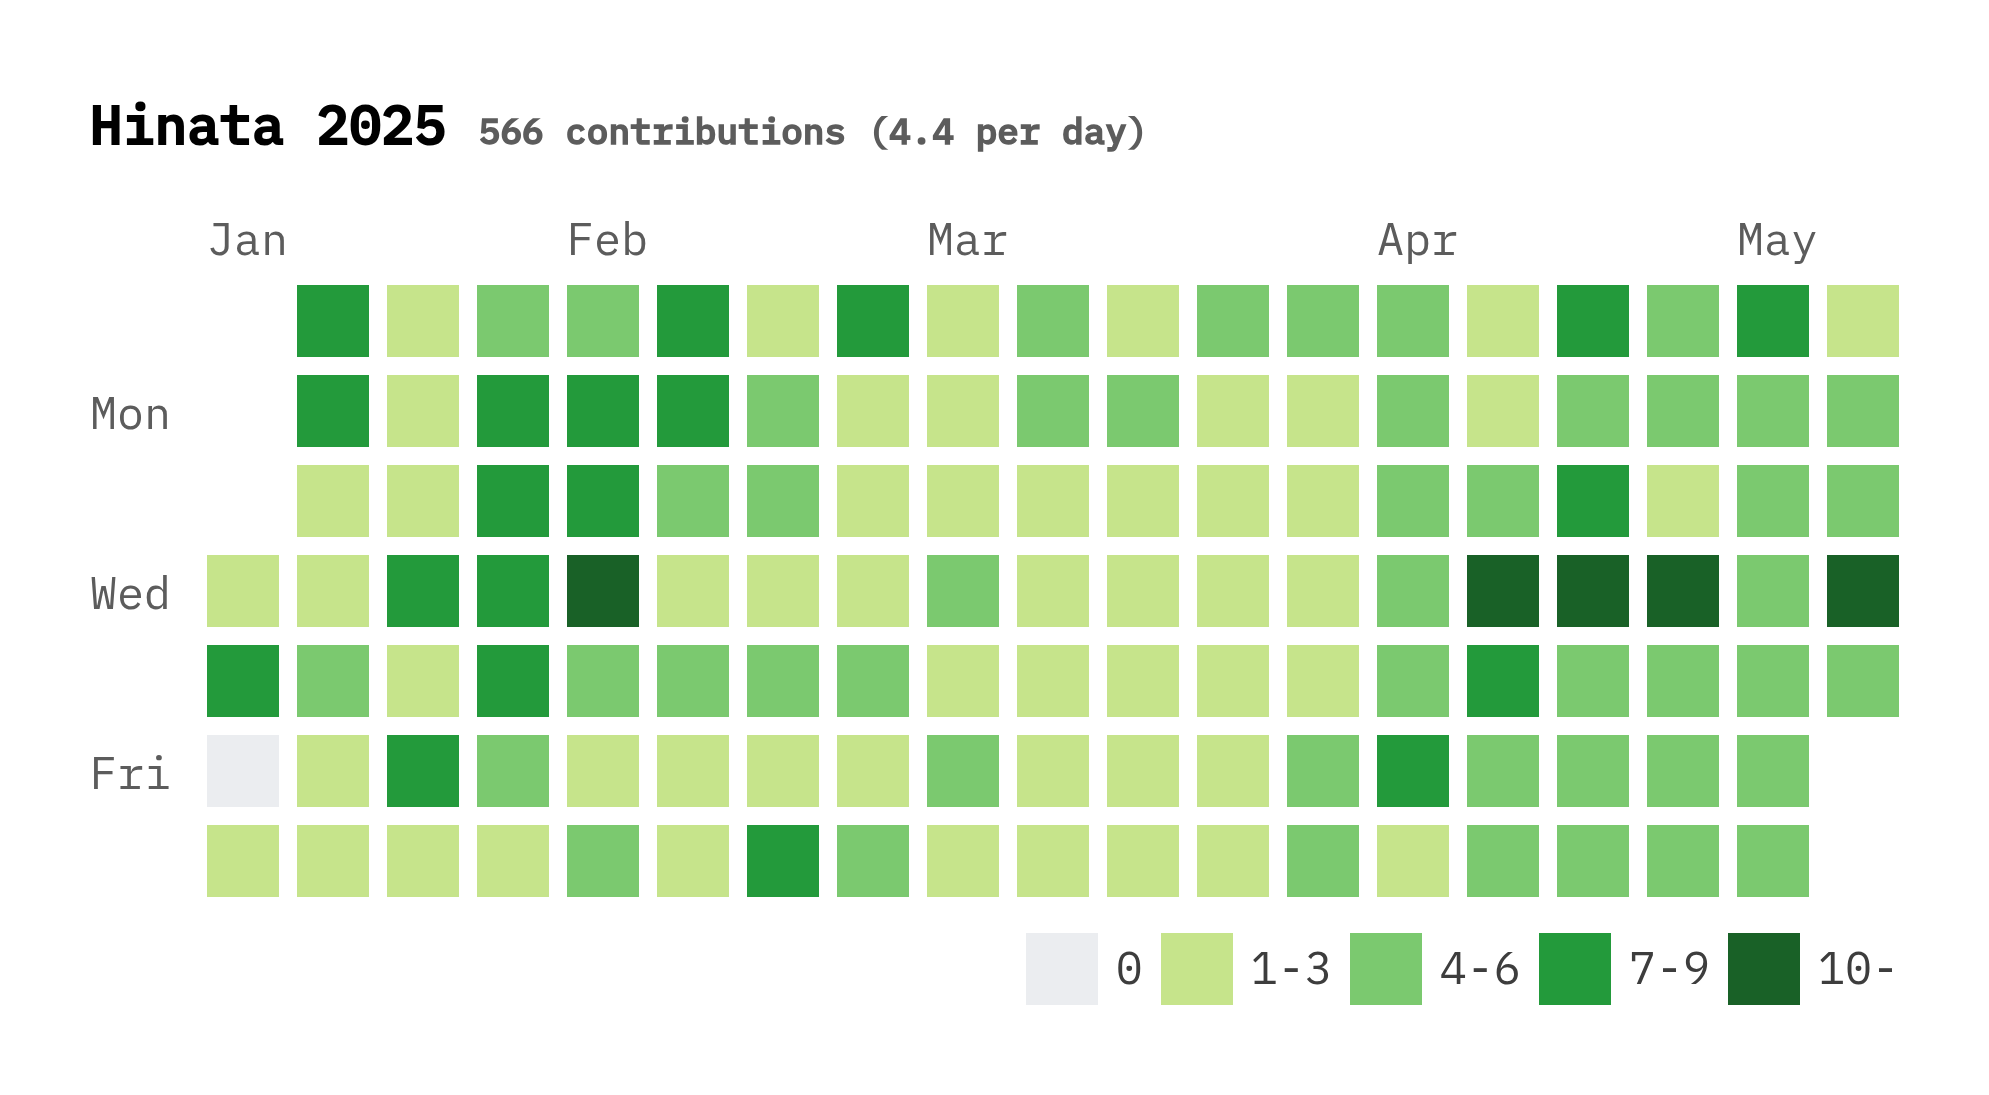 Hinata 2025 566 contributions (4.4 per day)
Jan Feb Mar Apr May
Mon
Wed
Fri
0 1-3 4-6 7-9 10-